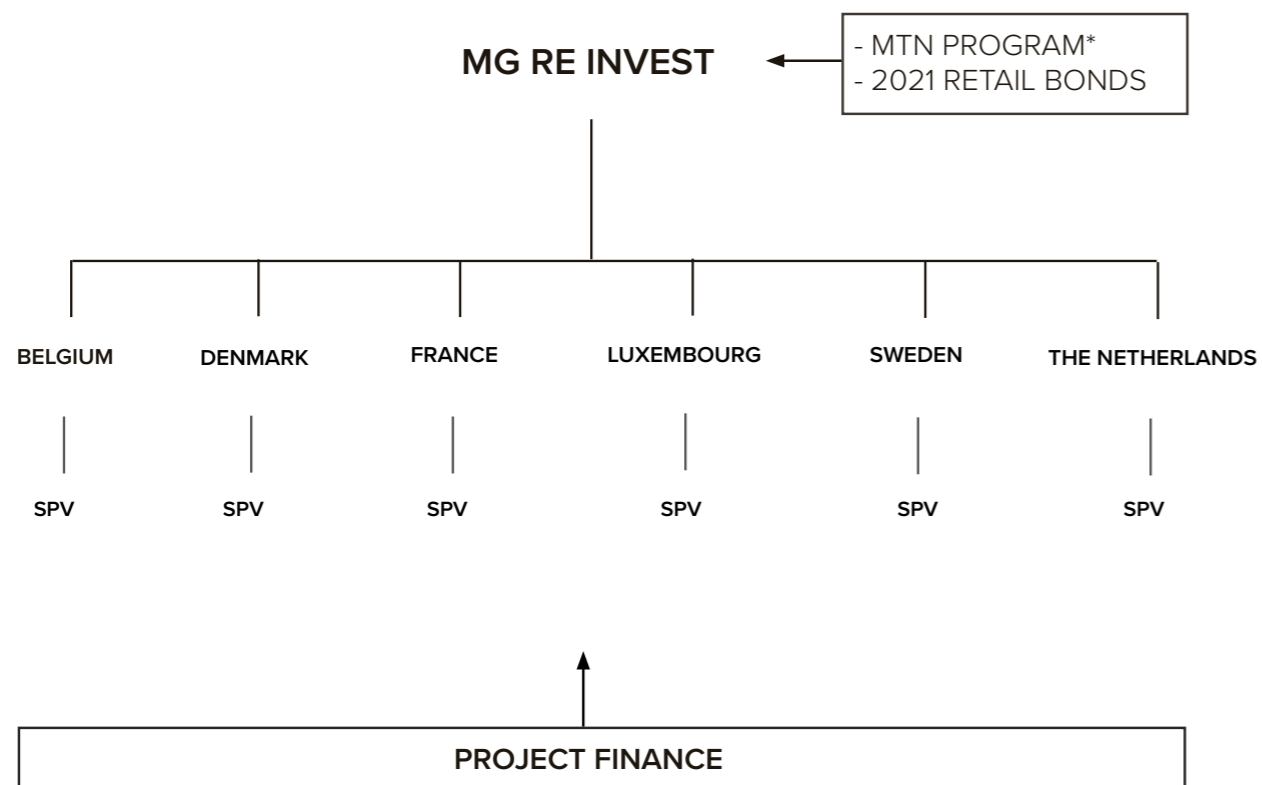 MG RE INVEST
- MTN PROGRAM*
- 2021 RETAIL BONDS
BELGIUM
DENMARK
FRANCE
LUXEMBOURG
SWEDEN
THE NETHERLANDS
SPV
SPV
SPV
SPV
SPV
SPV
PROJECT FINANCE